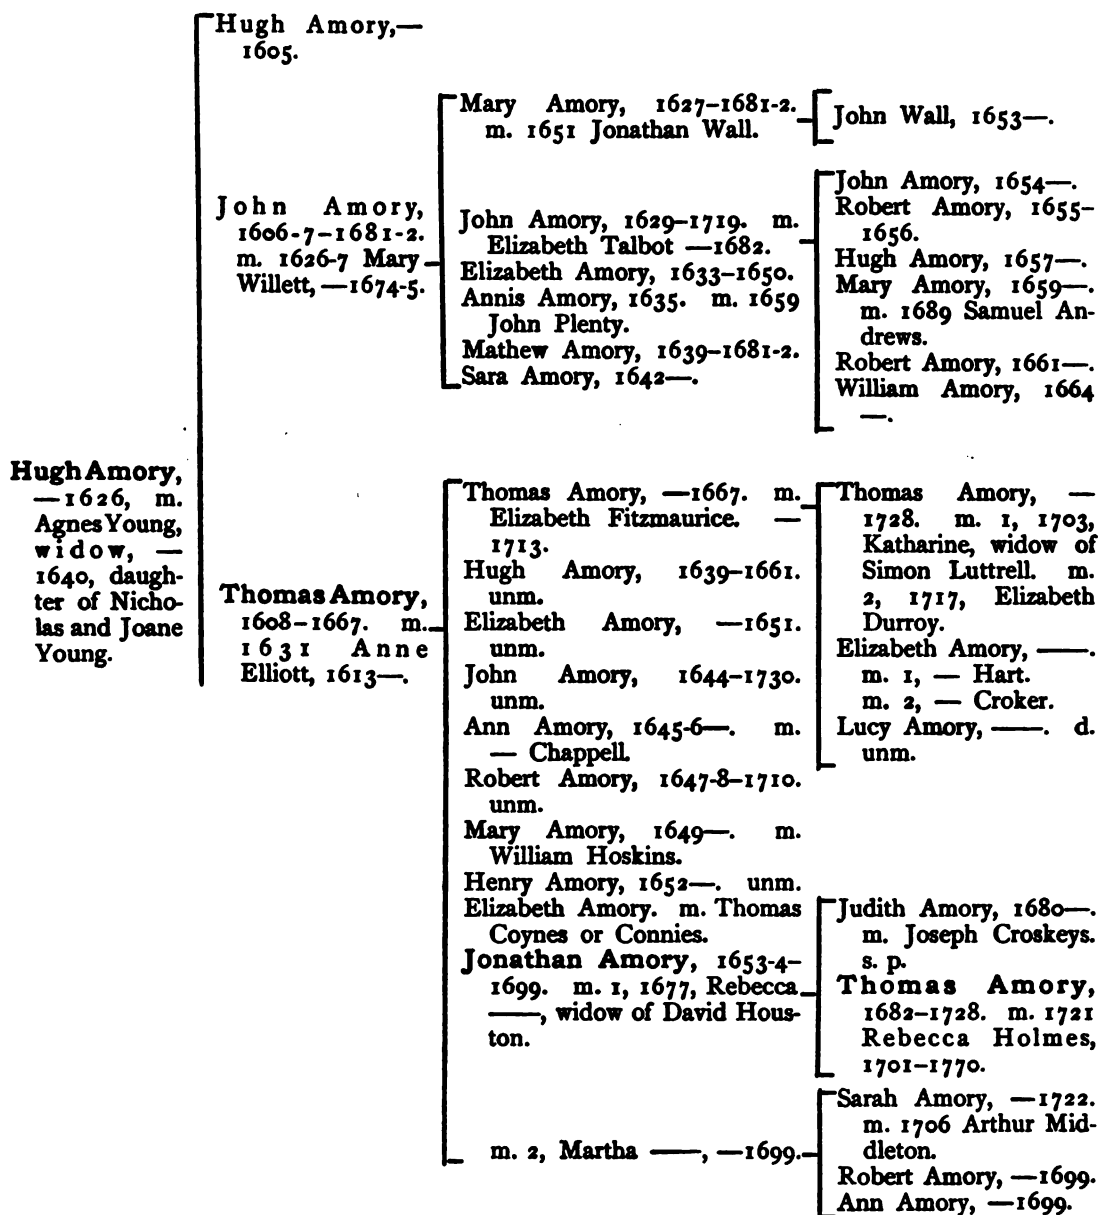 Hugh Amory,—
1605.
John Amory,
1606-7–1681-2.
m. 1626-7 Mary
Willett, —1674-5.
Mary Amory, 1627–1681-2.
m. 1651 Jonathan Wall.
John Wall, 1653—.
John Amory, 1629–1719. m.
Elizabeth Talbot —1682.
Elizabeth Amory, 1633–1650.
Annis Amory, 1635. m. 1659
John Plenty.
Mathew Amory, 1639–1681-2.
Sara Amory, 1642—.
John Amory, 1654—.
Robert Amory, 1655–
1656.
Hugh Amory, 1657—.
Mary Amory, 1659—.
m. 1689 Samuel An-
drews.
Robert Amory, 1661—.
William Amory, 1664
—.
Hugh Amory,
—1626, m.
Agnes Young,
widow, —
1640, daugh-
ter of Nicho-
las and Joane
Young.
Thomas Amory,
1608–1667. m.
1631 Anne
Elliott, 1613—.
Thomas Amory, —1667. m.
Elizabeth Fitzmaurice. —
1713.
Hugh Amory, 1639–1661.
unm.
Elizabeth Amory, —1651.
unm.
John Amory, 1644–1730.
unm.
Ann Amory, 1645-6—. m.
— Chappell.
Robert Amory, 1647-8–1710.
unm.
Mary Amory, 1649—. m.
William Hoskins.
Henry Amory, 1652—. unm.
Elizabeth Amory. m. Thomas
Coynes or Connies.
Jonathan Amory, 1653-4–
1699. m. 1, 1677, Rebecca
——, widow of David Hous-
ton.
m. 2, Martha ——, —1699.
Thomas Amory, —
1728. m. 1, 1703,
Katharine, widow of
Simon Luttrell. m.
2, 1717, Elizabeth
Durroy.
Elizabeth Amory, ——.
m. 1, — Hart.
m. 2, — Croker.
Lucy Amory, ——. d.
unm.
Judith Amory, 1680—.
m. Joseph Croskeys.
s. p.
Thomas Amory,
1682–1728. m. 1721
Rebecca Holmes,
1701–1770.
Sarah Amory, —1722.
m. 1706 Arthur Mid-
dleton.
Robert Amory, —1699.
Ann Amory, —1699.